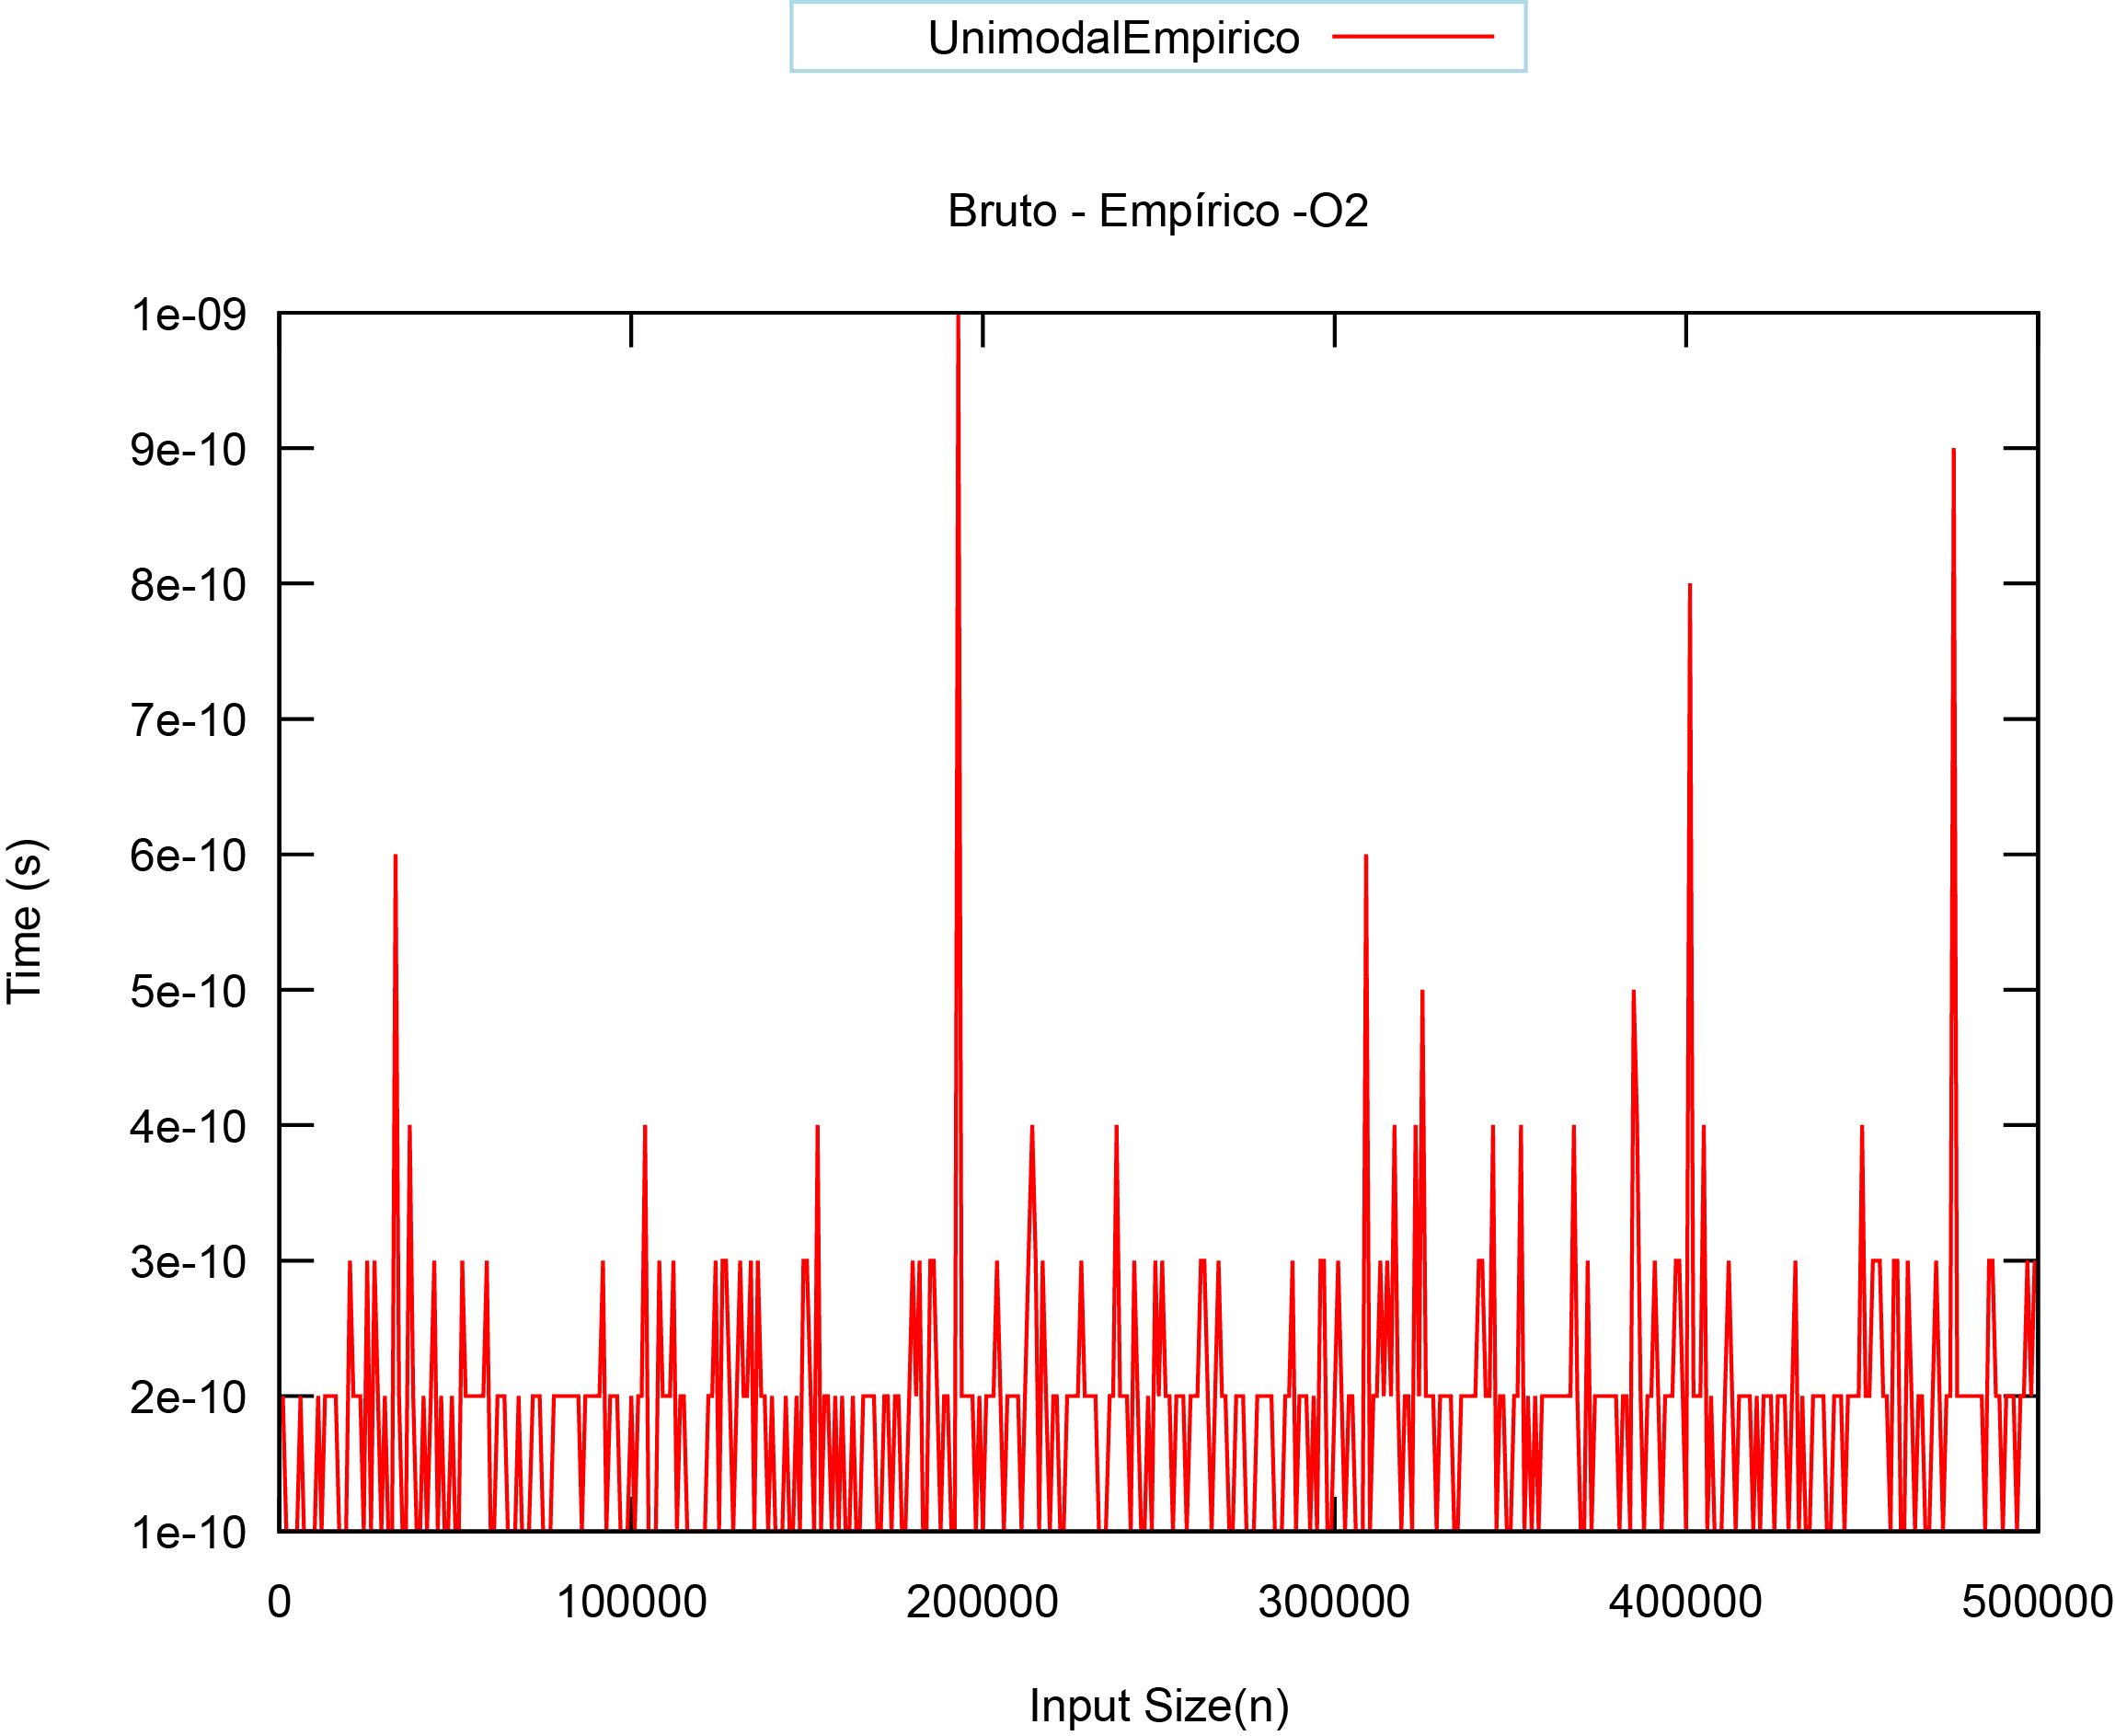 UnimodalEmpirico
Bruto - Empírico -O2
1e-09
9e-10
8e-10
7e-10
6e-10
5e-10
4e-10
3e-10
2e-10
1e-10
Time (s)
0 100000 200000 300000 400000 500000
Input Size(n)